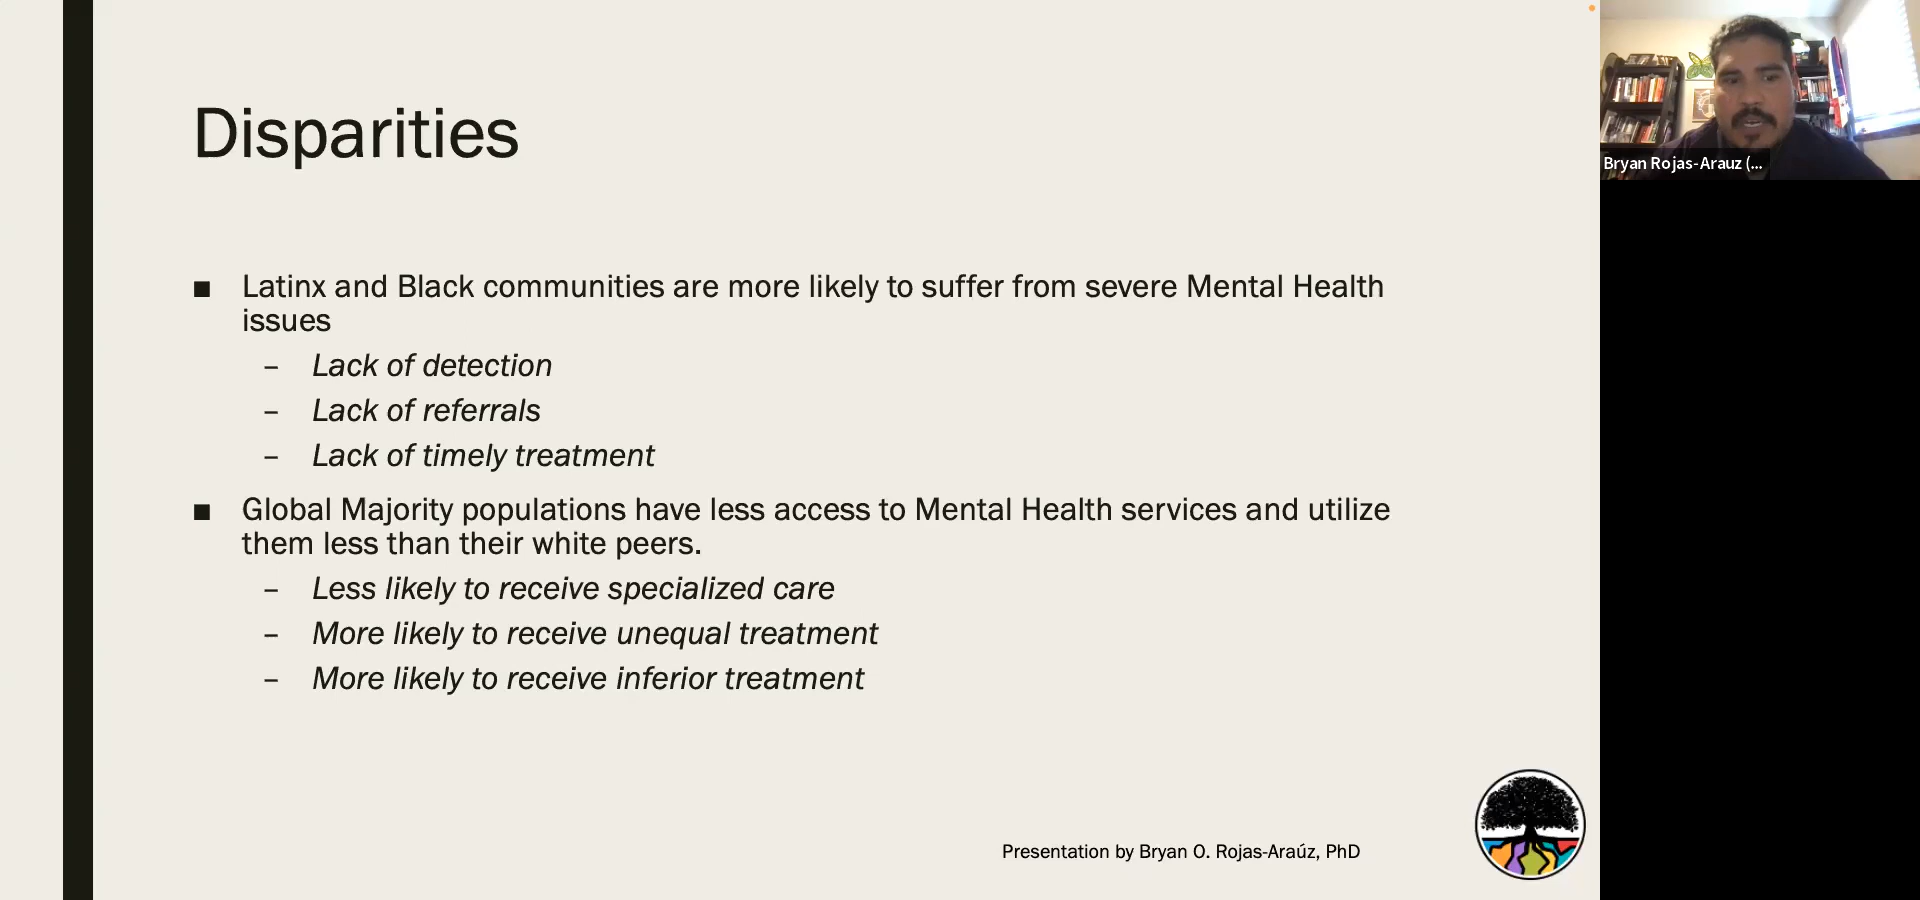 Disparities
■ Latinx and Black communities are more likely to suffer from severe Mental Health
issues
– Lack of detection
– Lack of referrals
– Lack of timely treatment
■ Global Majority populations have less access to Mental Health services and utilize
them less than their white peers.
– Less likely to receive specialized care
– More likely to receive unequal treatment
– More likely to receive inferior treatment
Presentation by Bryan O. Rojas-Araúz, PhD
Bryan Rojas-Arauz (...